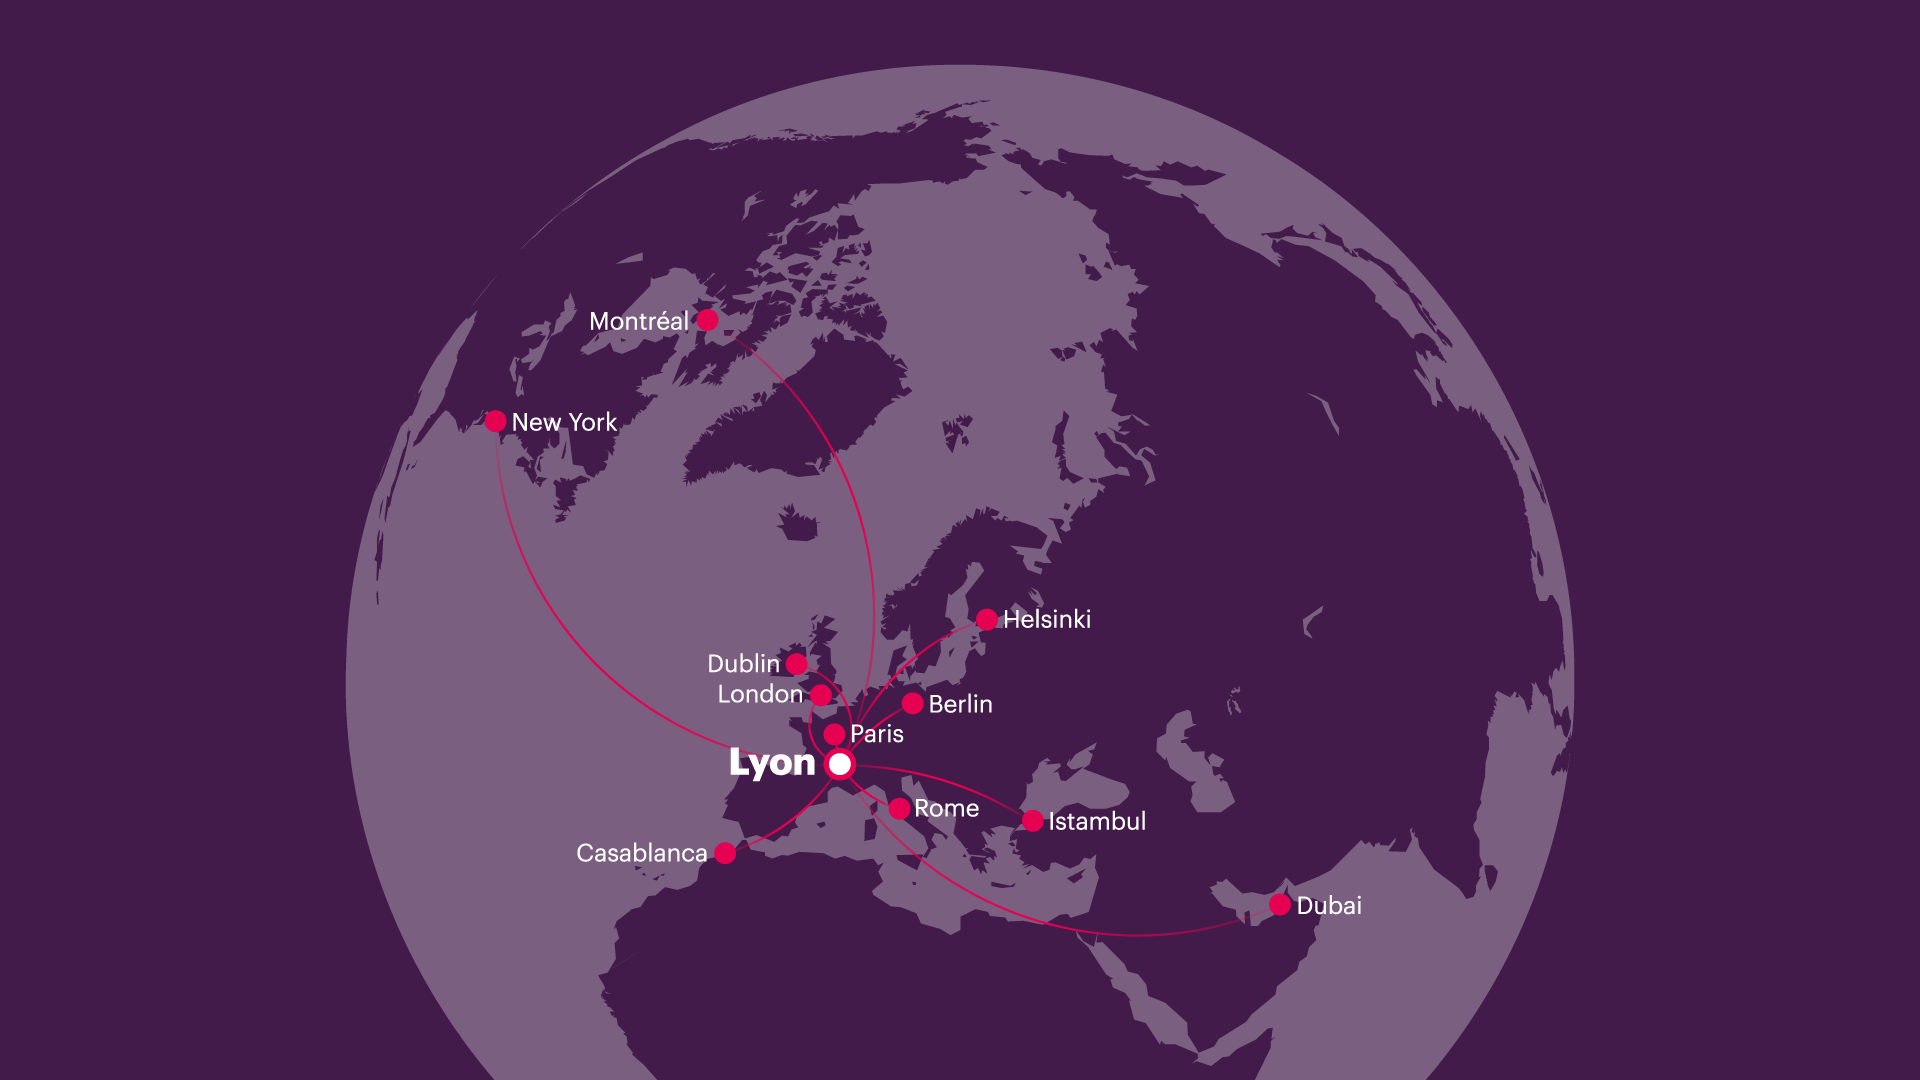 Montréal
New York
Helsinki
Dublin
London
Berlin
Paris
Lyon
Rome
Istambul
Casablanca
Dubai